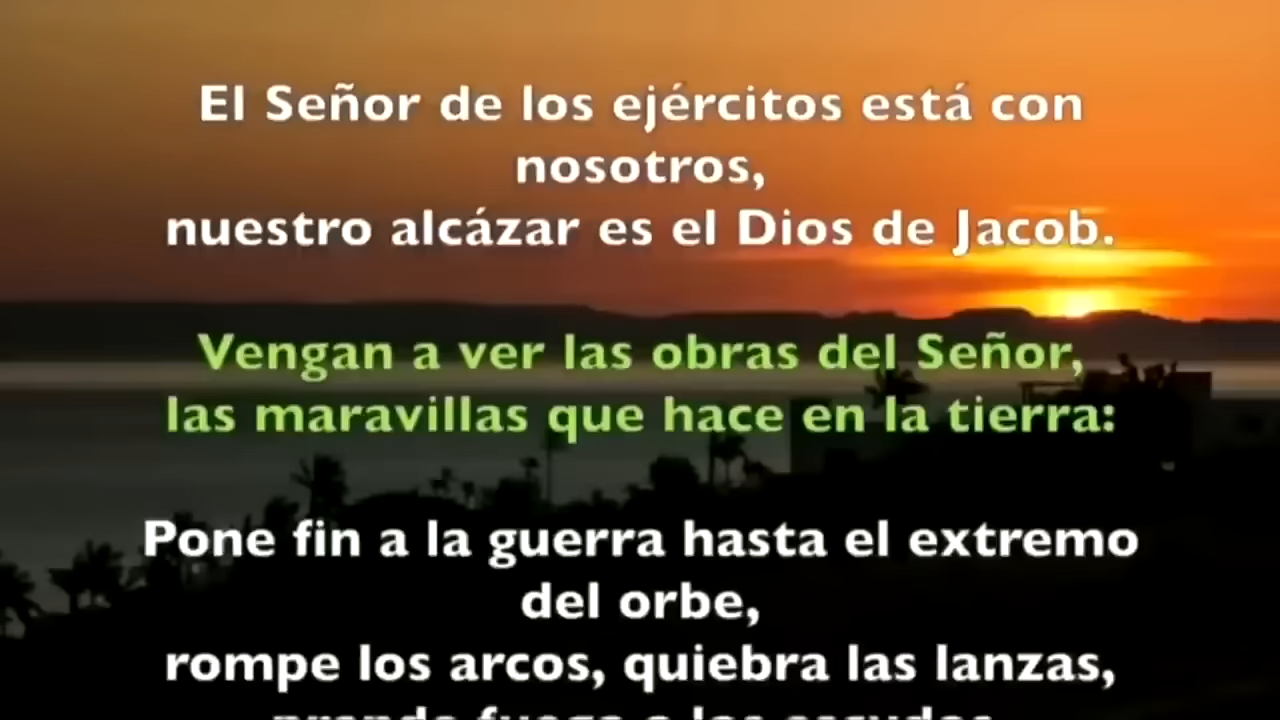 El Señor de los ejércitos está con
nosotros,
nuestro alcázar es el Dios de Jacob.
Vengan a ver las obras del Señor,
las maravillas que hace en la tierra:
Pone fin a la guerra hasta el extremo
del orbe,
rompe los arcos, quiebra las lanzas,